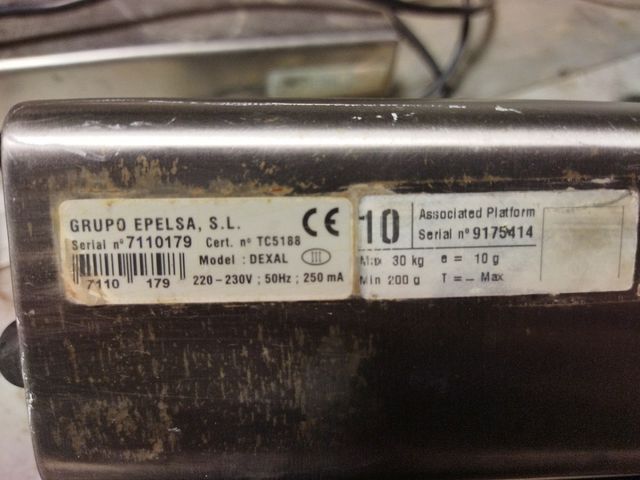 GRUPO EPELSA, S.L.
Serial nº 7110179 Cert. nº TC5188
Model : DEXAL III
7110 179
220-230V ; 50Hz ; 250 mA
CE
10
Associated Platform
Serial nº 9175414
Max 30 kg e = 10 g
Min 200 g T = – Max